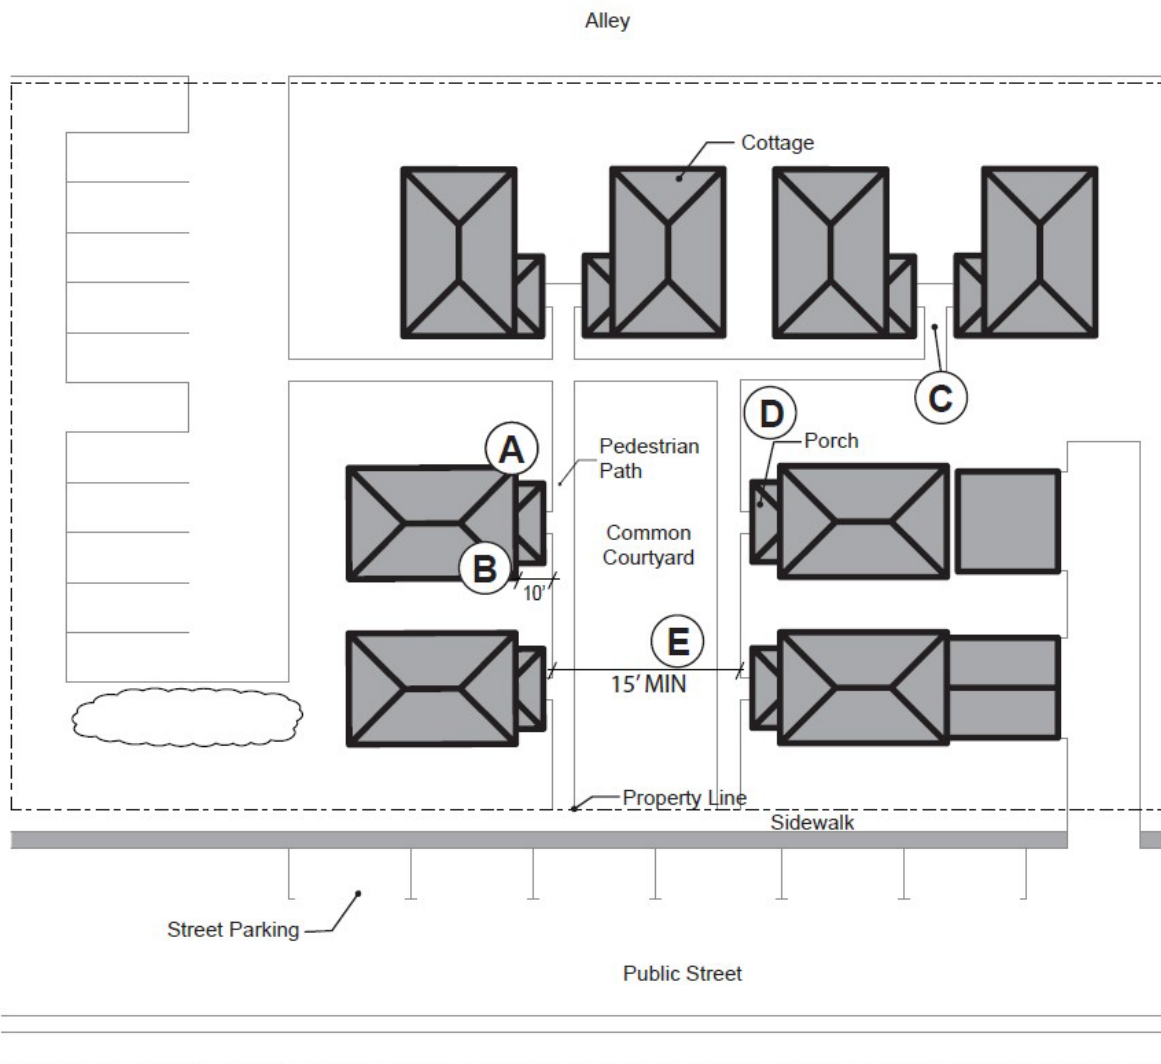 Alley
Cottage
C
D
A
Porch
Pedestrian
Path
Common
Courtyard
B
10'
E
15' MIN
Property Line
Sidewalk
Street Parking
Public Street